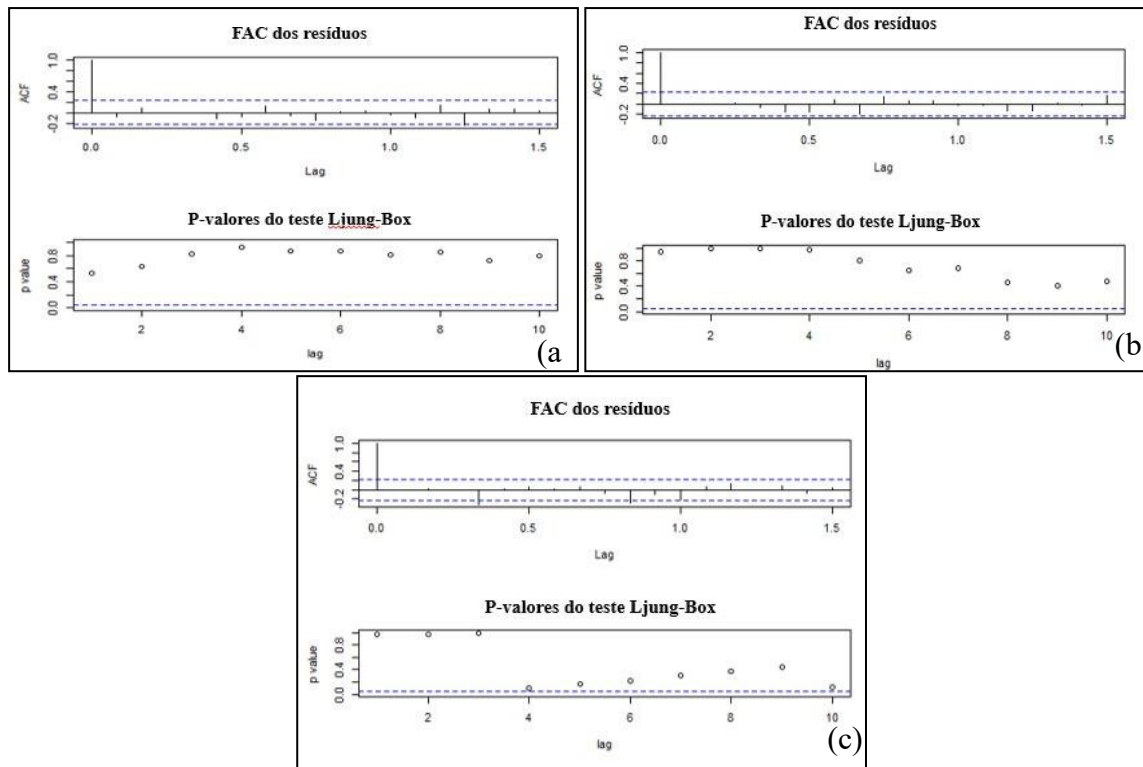 FAC dos resíduos
ACF
-0.2 0.4 1.0
0.0 0.5 1.0 1.5
Lag
P-valores do teste Ljung-Box
p value
0.0 0.4 0.8
2 4 6 8 10
lag
(a
FAC dos resíduos
ACF
-0.2 0.4 1.0
0.0 0.5 1.0 1.5
Lag
P-valores do teste Ljung-Box
p value
0.0 0.4 0.8
2 4 6 8 10
lag
(b
FAC dos resíduos
ACF
-0.2 0.4 1.0
0.0 0.5 1.0 1.5
Lag
P-valores do teste Ljung-Box
p value
0.0 0.4 0.8
2 4 6 8 10
lag
(c